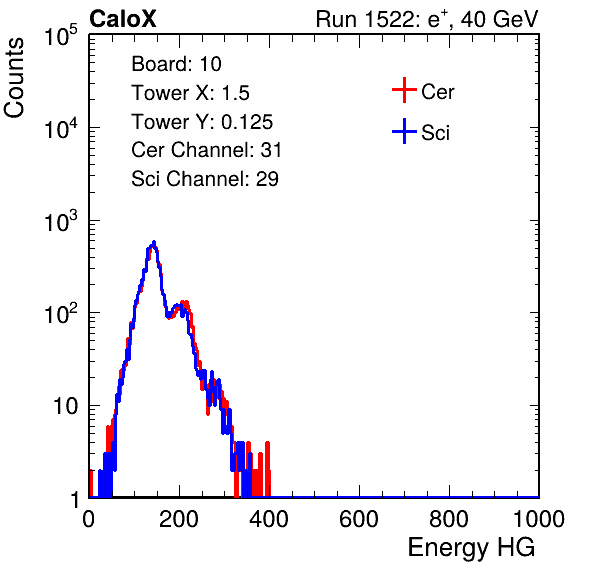 CaloX Run 1522: e⁺, 40 GeV
Counts
10⁵
10⁴
10³
10²
10
1
Board: 10
Tower X: 1.5
Tower Y: 0.125
Cer Channel: 31
Sci Channel: 29
Cer
Sci
0 200 400 600 800 1000
Energy HG